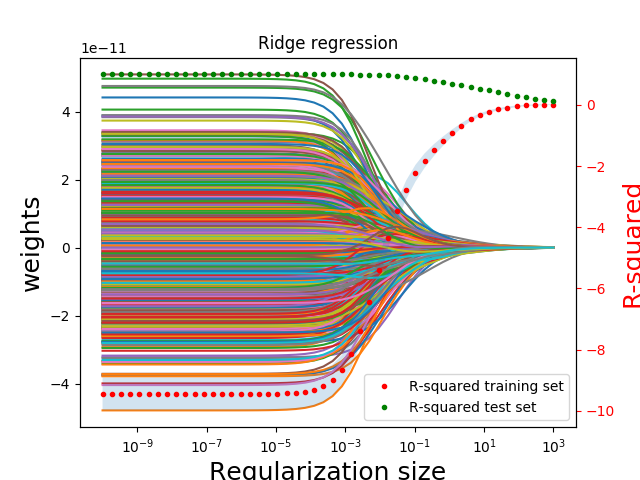 Ridge regression
1e−11
4
2
0
−2
−4
weights
0
−2
−4
−6
−8
−10
R-squared
R-squared training set
R-squared test set
10⁻⁹ 10⁻⁷ 10⁻⁵ 10⁻³ 10⁻¹ 10¹ 10³
Regularization size